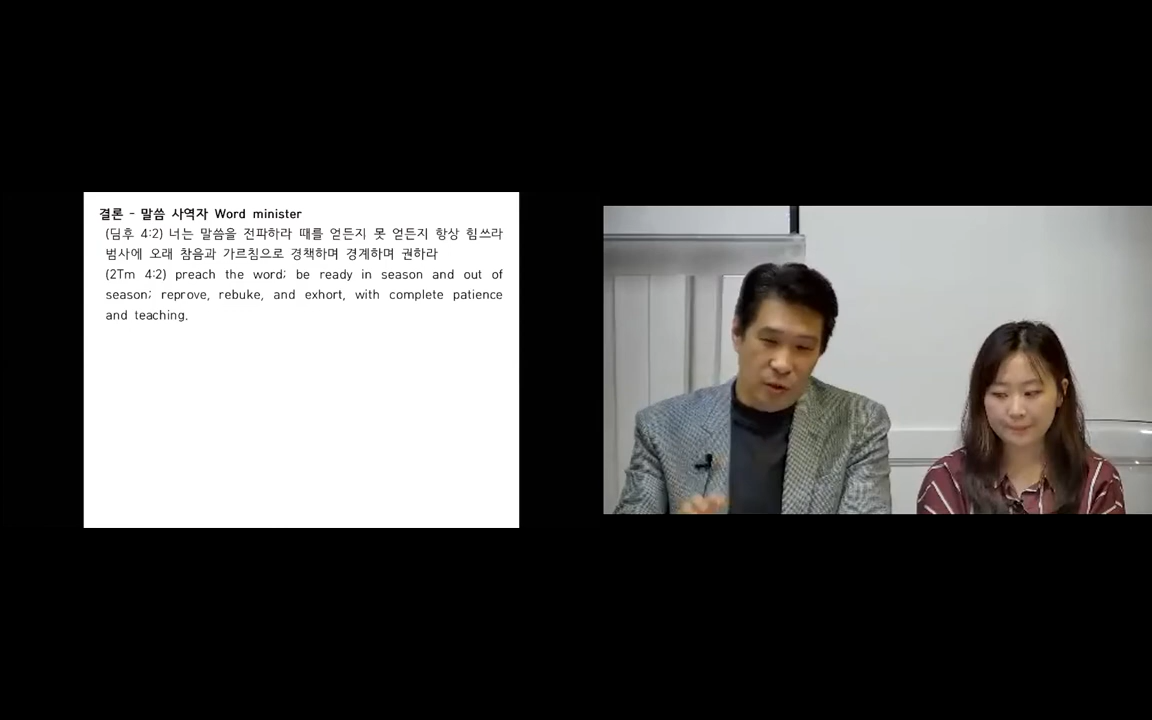 결론 - 말씀 사역자 Word minister
(딤후 4:2) 너는 말씀을 전파하라 때를 얻든지 못 얻든지 항상 힘쓰라
범사에 오래 참음과 가르침으로 경책하며 경계하며 권하라
(2Tm 4:2) preach the word; be ready in season and out of
season; reprove, rebuke, and exhort, with complete patience
and teaching.